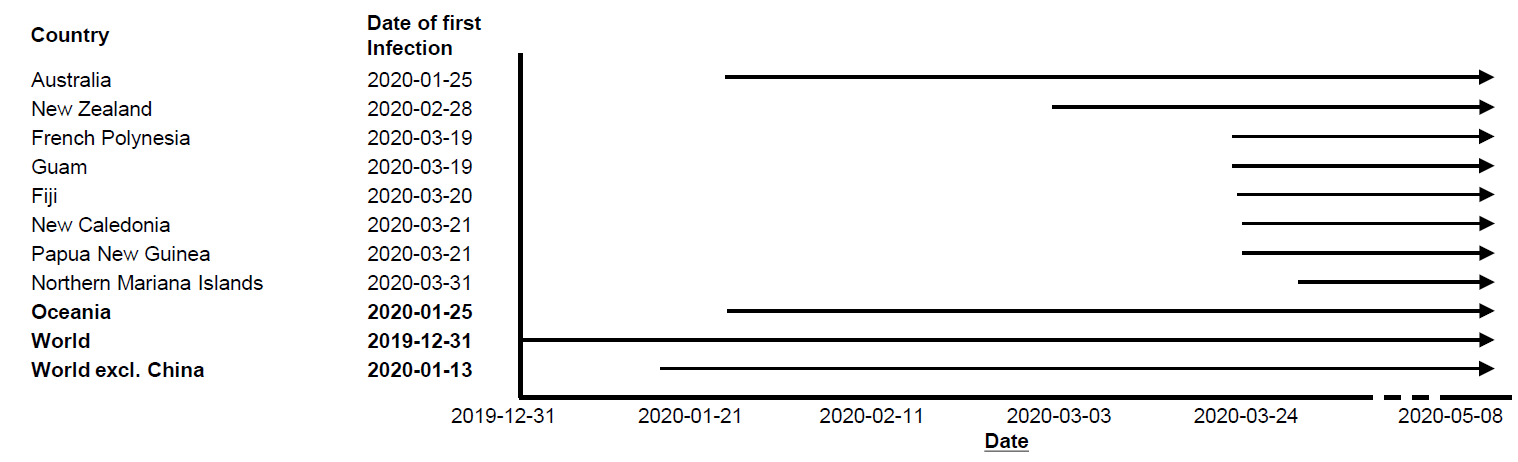 Country Date of first Infection
Australia 2020-01-25
New Zealand 2020-02-28
French Polynesia 2020-03-19
Guam 2020-03-19
Fiji 2020-03-20
New Caledonia 2020-03-21
Papua New Guinea 2020-03-21
Northern Mariana Islands 2020-03-31
Oceania 2020-01-25
World 2019-12-31
World excl. China 2020-01-13
2019-12-31 2020-01-21 2020-02-11 2020-03-03 2020-03-24 2020-05-08
Date